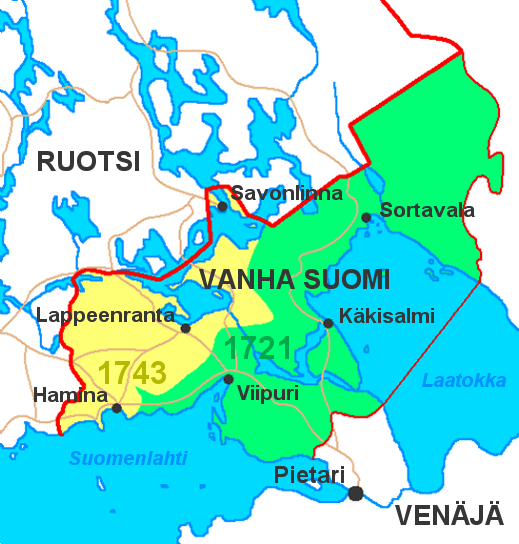 RUOTSI
Savonlinna
Sortavala
VANHA SUOMI
Lappeenranta
Käkisalmi
1721
1743
Laatokka
Hamina
Viipuri
Suomenlahti
Pietari
VENÄJÄ